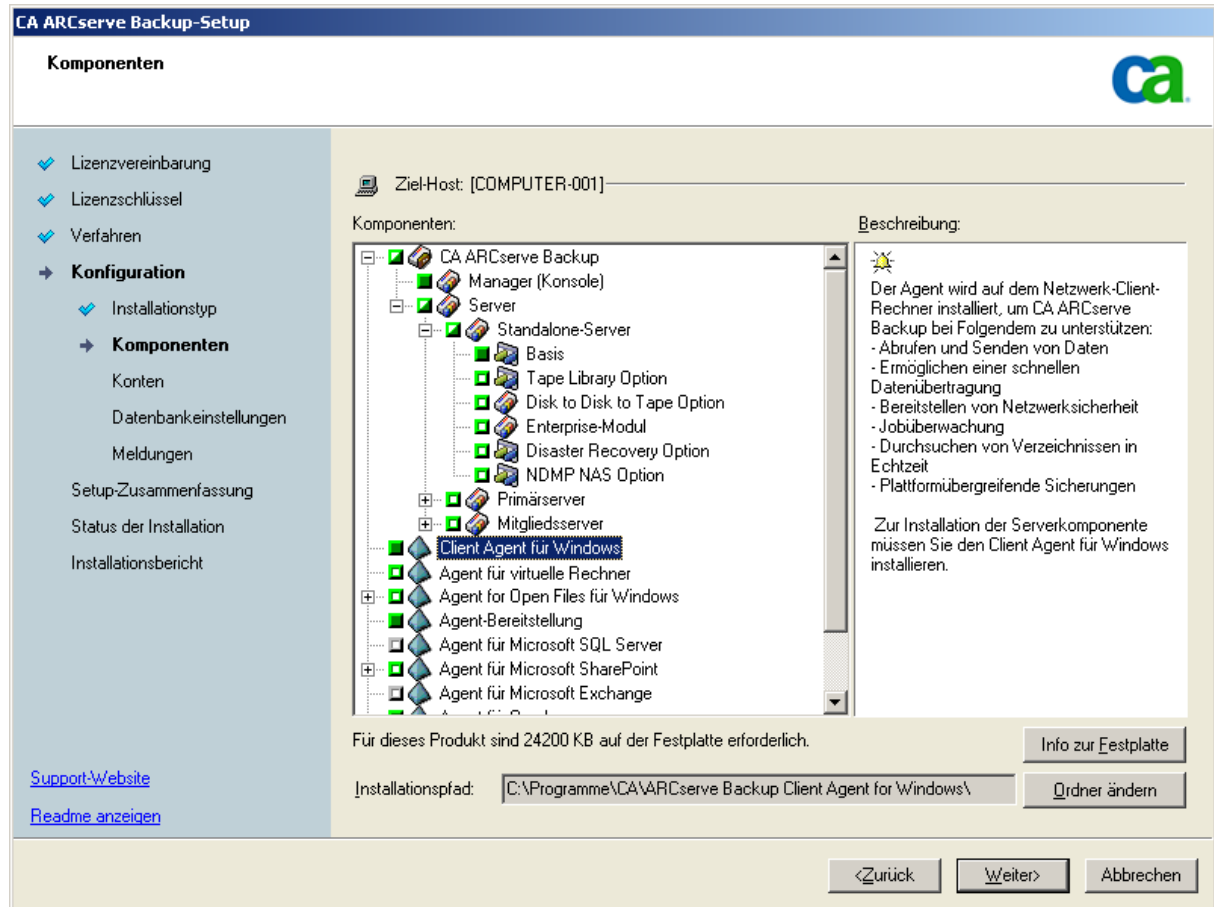 CA ARCserve Backup-Setup
Komponenten
ca
Lizenzvereinbarung
Lizenzschlüssel
Verfahren
Konfiguration
Installationstyp
Komponenten
Konten
Datenbankeinstellungen
Meldungen
Setup-Zusammenfassung
Status der Installation
Installationsbericht
Support-Website
Readme anzeigen
Ziel-Host: [COMPUTER-001]
Komponenten:
CA ARCserve Backup
Manager (Konsole)
Server
Standalone-Server
Basis
Tape Library Option
Disk to Disk to Tape Option
Enterprise-Modul
Disaster Recovery Option
NDMP NAS Option
Primärserver
Mitgliedsserver
Client Agent für Windows
Agent für virtuelle Rechner
Agent for Open Files für Windows
Agent-Bereitstellung
Agent für Microsoft SQL Server
Agent für Microsoft SharePoint
Agent für Microsoft Exchange
Beschreibung:
Der Agent wird auf dem Netzwerk-Client-
Rechner installiert, um CA ARCserve
Backup bei Folgendem zu unterstützen:
- Abrufen und Senden von Daten
- Ermöglichen einer schnellen
Datenübertragung
- Bereitstellen von Netzwerksicherheit
- Jobüberwachung
- Durchsuchen von Verzeichnissen in
Echtzeit
- Plattformübergreifende Sicherungen
Zur Installation der Serverkomponente
müssen Sie den Client Agent für Windows
installieren.
Für dieses Produkt sind 24200 KB auf der Festplatte erforderlich.
Info zur Festplatte
Installationspfad: C:\Programme\CA\ARCserve Backup Client Agent for Windows\
Ordner ändern
<Zurück
Weiter>
Abbrechen